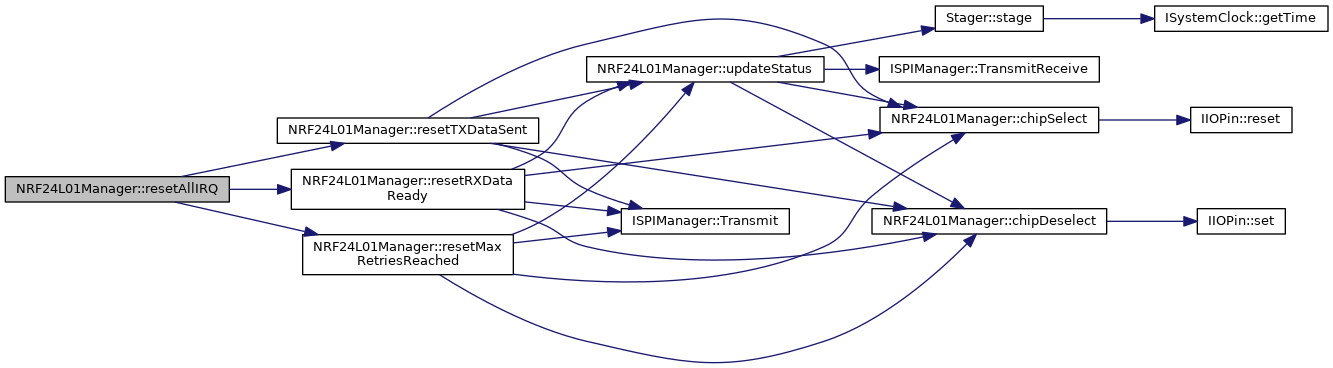 Stager::stage
ISystemClock::getTime
NRF24L01Manager::updateStatus
ISPIManager::TransmitReceive
NRF24L01Manager::chipSelect
IIOPin::reset
NRF24L01Manager::resetTXDataSent
NRF24L01Manager::resetAllIRQ
NRF24L01Manager::resetRXData
Ready
ISPIManager::Transmit
NRF24L01Manager::chipDeselect
IIOPin::set
NRF24L01Manager::resetMax
RetriesReached